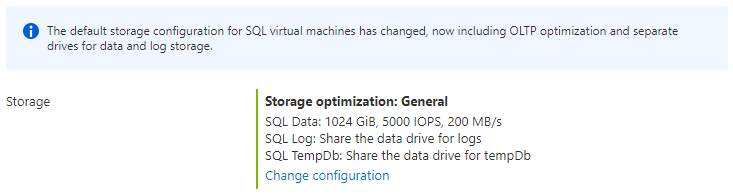 The default storage configuration for SQL virtual machines has changed, now including OLTP optimization and separate
drives for data and log storage.
Storage
Storage optimization: General
SQL Data: 1024 GiB, 5000 IOPS, 200 MB/s
SQL Log: Share the data drive for logs
SQL TempDb: Share the data drive for tempDb
Change configuration